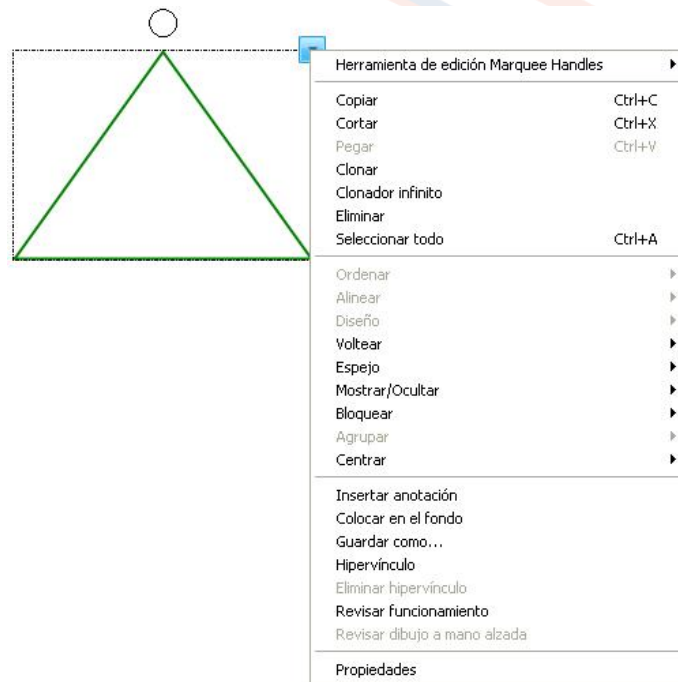 Herramienta de edición Marquee Handles
Copiar Ctrl+C
Cortar Ctrl+X
Pegar Ctrl+V
Clonar
Clonador infinito
Eliminar
Seleccionar todo Ctrl+A
Ordenar
Alinear
Diseño
Voltear
Espejo
Mostrar/Ocultar
Bloquear
Agrupar
Centrar
Insertar anotación
Colocar en el fondo
Guardar como...
Hipervínculo
Eliminar hipervínculo
Revisar funcionamiento
Revisar dibujo a mano alzada
Propiedades